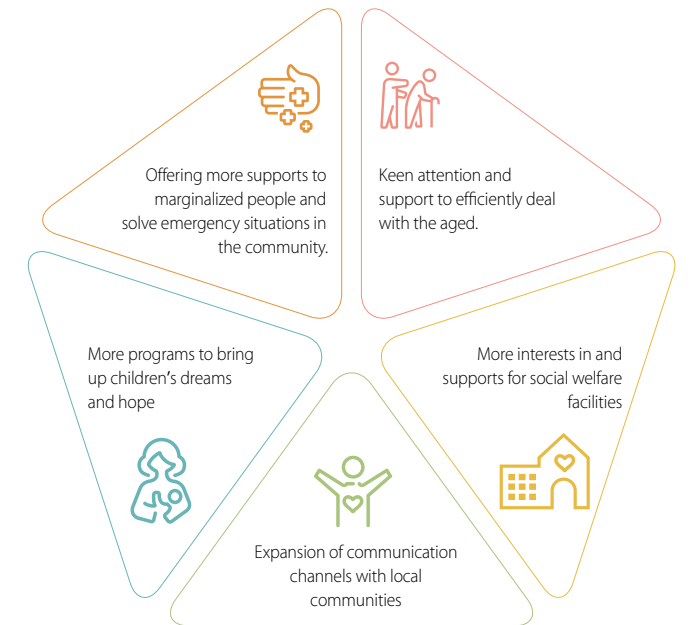 Offering more supports to
marginalized people and
solve emergency situations in
the community.
Keen attention and
support to efficiently deal
with the aged.
More programs to bring
up children's dreams
and hope
More interests in and
supports for social welfare
facilities
Expansion of communication
channels with local
communities